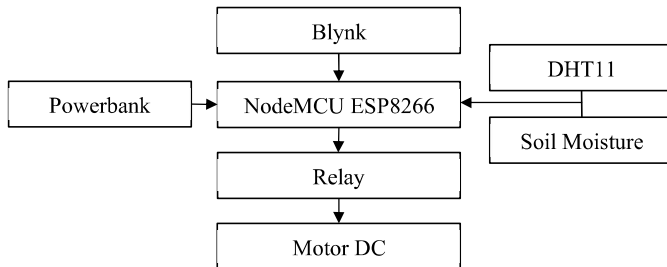 Blynk
DHT11
Powerbank
NodeMCU ESP8266
Soil Moisture
Relay
Motor DC